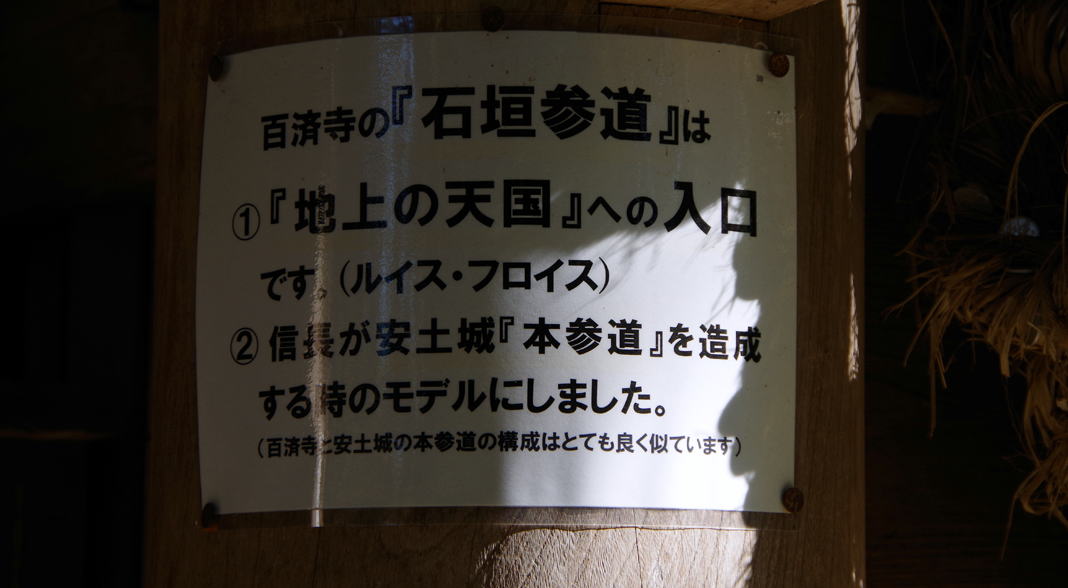 百済寺の『石垣参道』は
①『地上の天国』への入口
です。(ルイス・フロイス)
②信長が安土城『本参道』を造成
する時のモデルにしました。
(百済寺と安土城の本参道の構成はとても良く似ています)